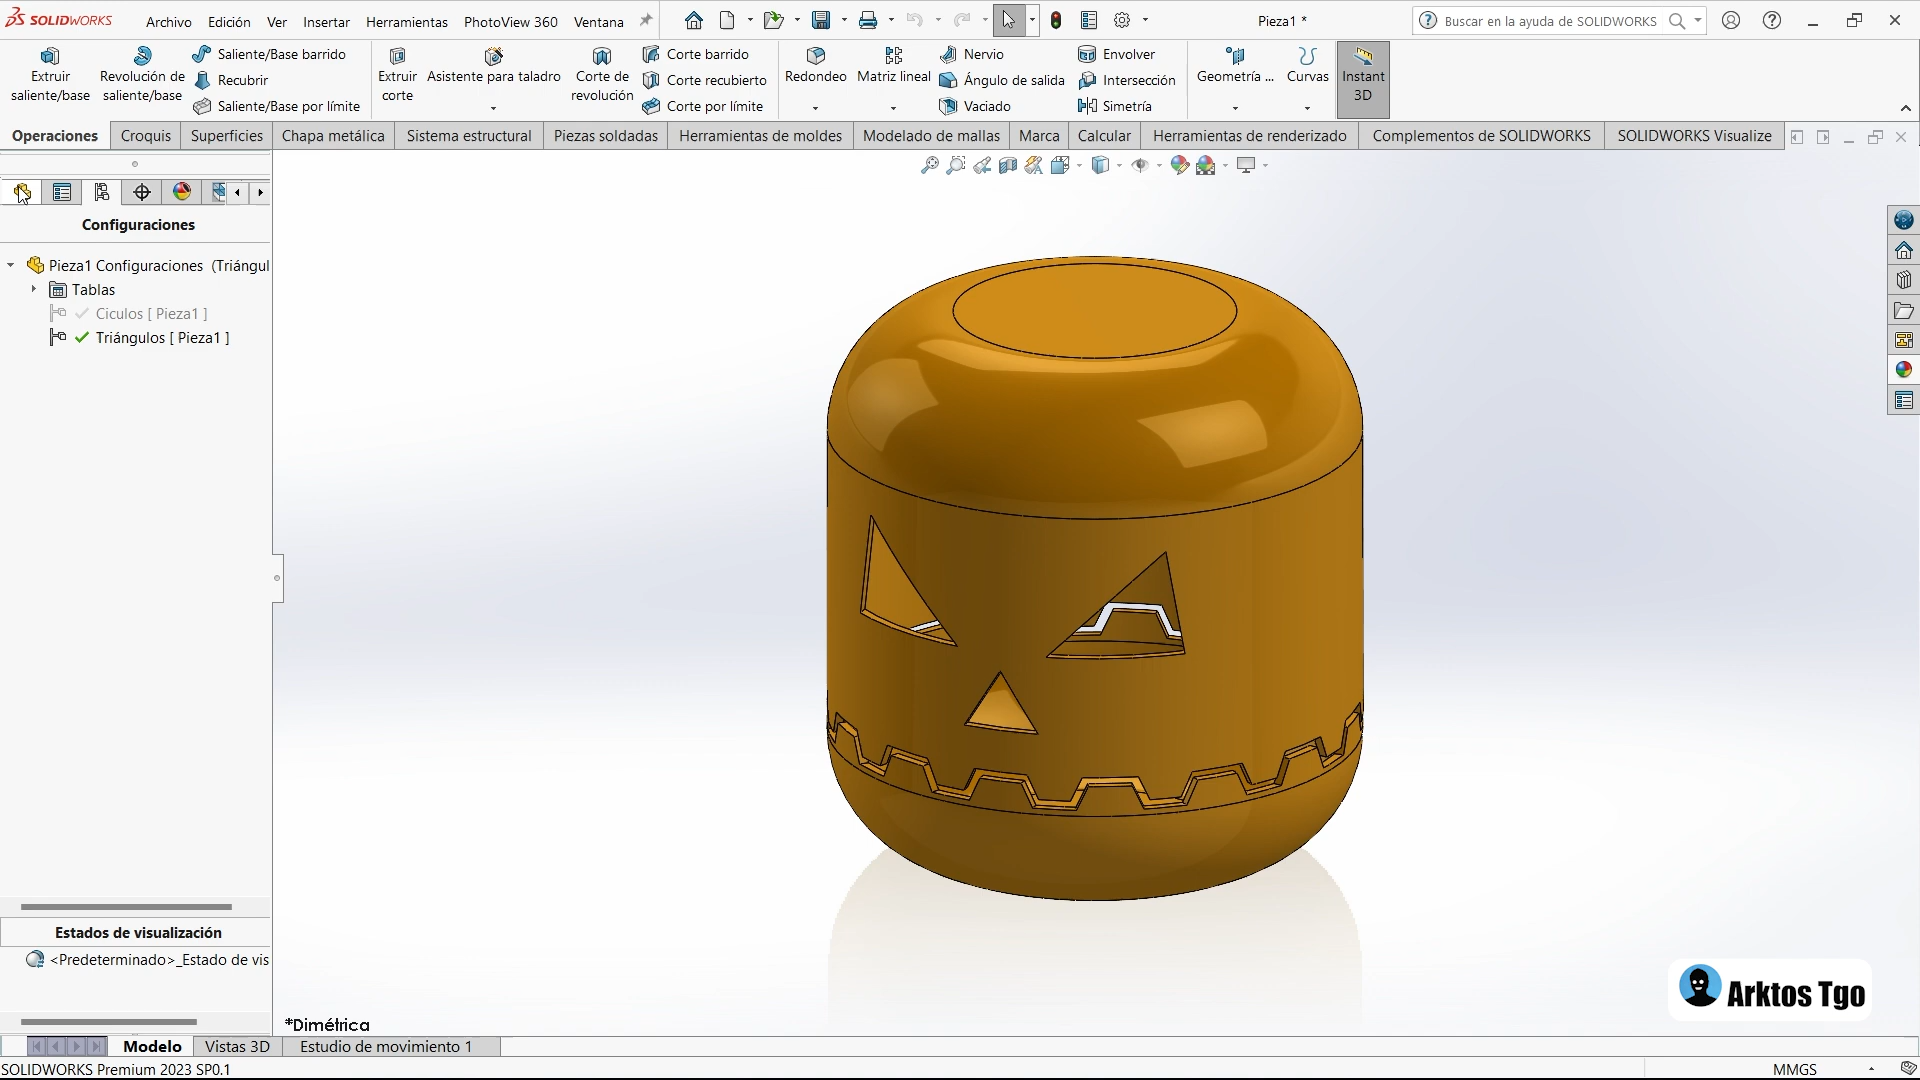 SOLIDWORKS
Archivo Edición Ver Insertar Herramientas PhotoView 360 Ventana
Pieza1 *
Buscar en la ayuda de SOLIDWORKS
Extruir saliente/base
Revolución de saliente/base
Saliente/Base barrido
Recubrir
Saliente/Base por límite
Extruir corte
Asistente para taladro
Corte de revolución
Corte barrido
Corte recubierto
Corte por límite
Redondeo
Matriz lineal
Nervio
Ángulo de salida
Vaciado
Envolver
Intersección
Simetría
Geometría ...
Curvas
Instant 3D
Operaciones Croquis Superficies Chapa metálica Sistema estructural Piezas soldadas Herramientas de moldes Modelado de mallas Marca Calcular Herramientas de renderizado Complementos de SOLIDWORKS SOLIDWORKS Visualize
Configuraciones
Pieza1 Configuraciones (Triángul
Tablas
Ciculos [ Pieza1 ]
Triángulos [ Pieza1 ]
Estados de visualización
<Predeterminado>_Estado de vis
*Dimétrica
Arktos Tgo
Modelo Vistas 3D Estudio de movimiento 1
SOLIDWORKS Premium 2023 SP0.1
MMGS